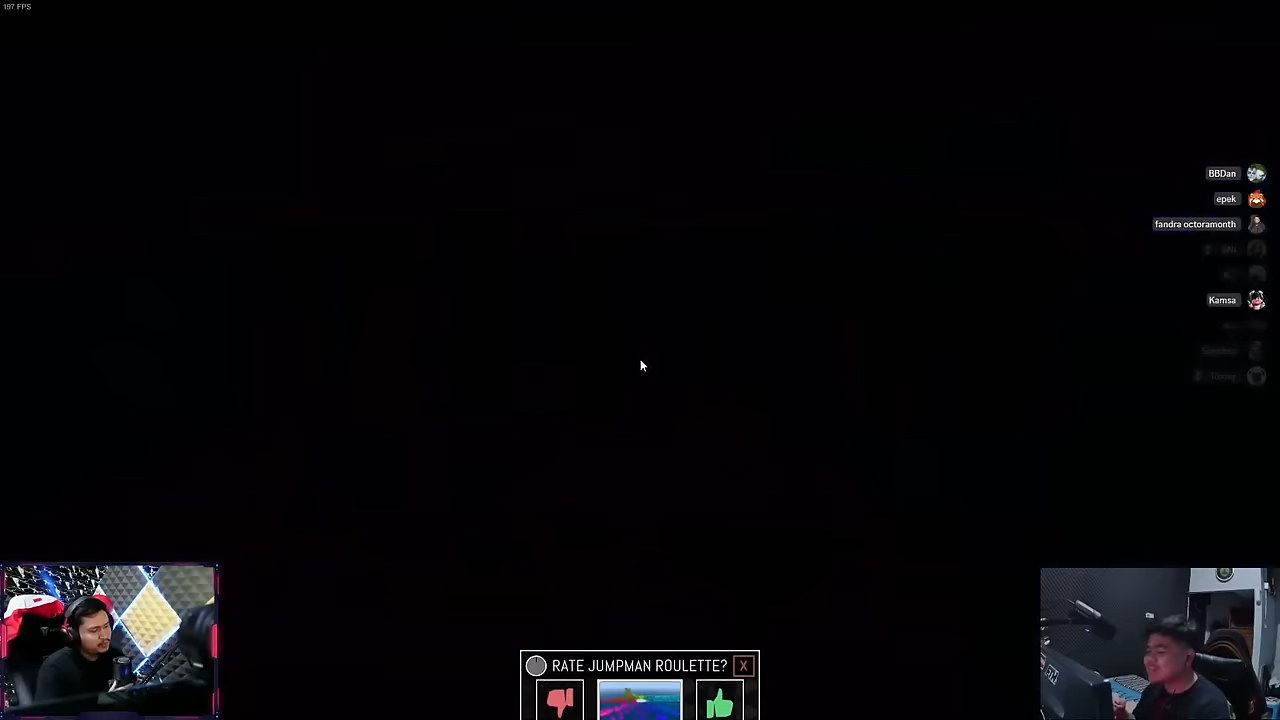 197 FPS
BBDan
epek
fandra octoramonth
Kamsa
RATE JUMPMAN ROULETTE? X